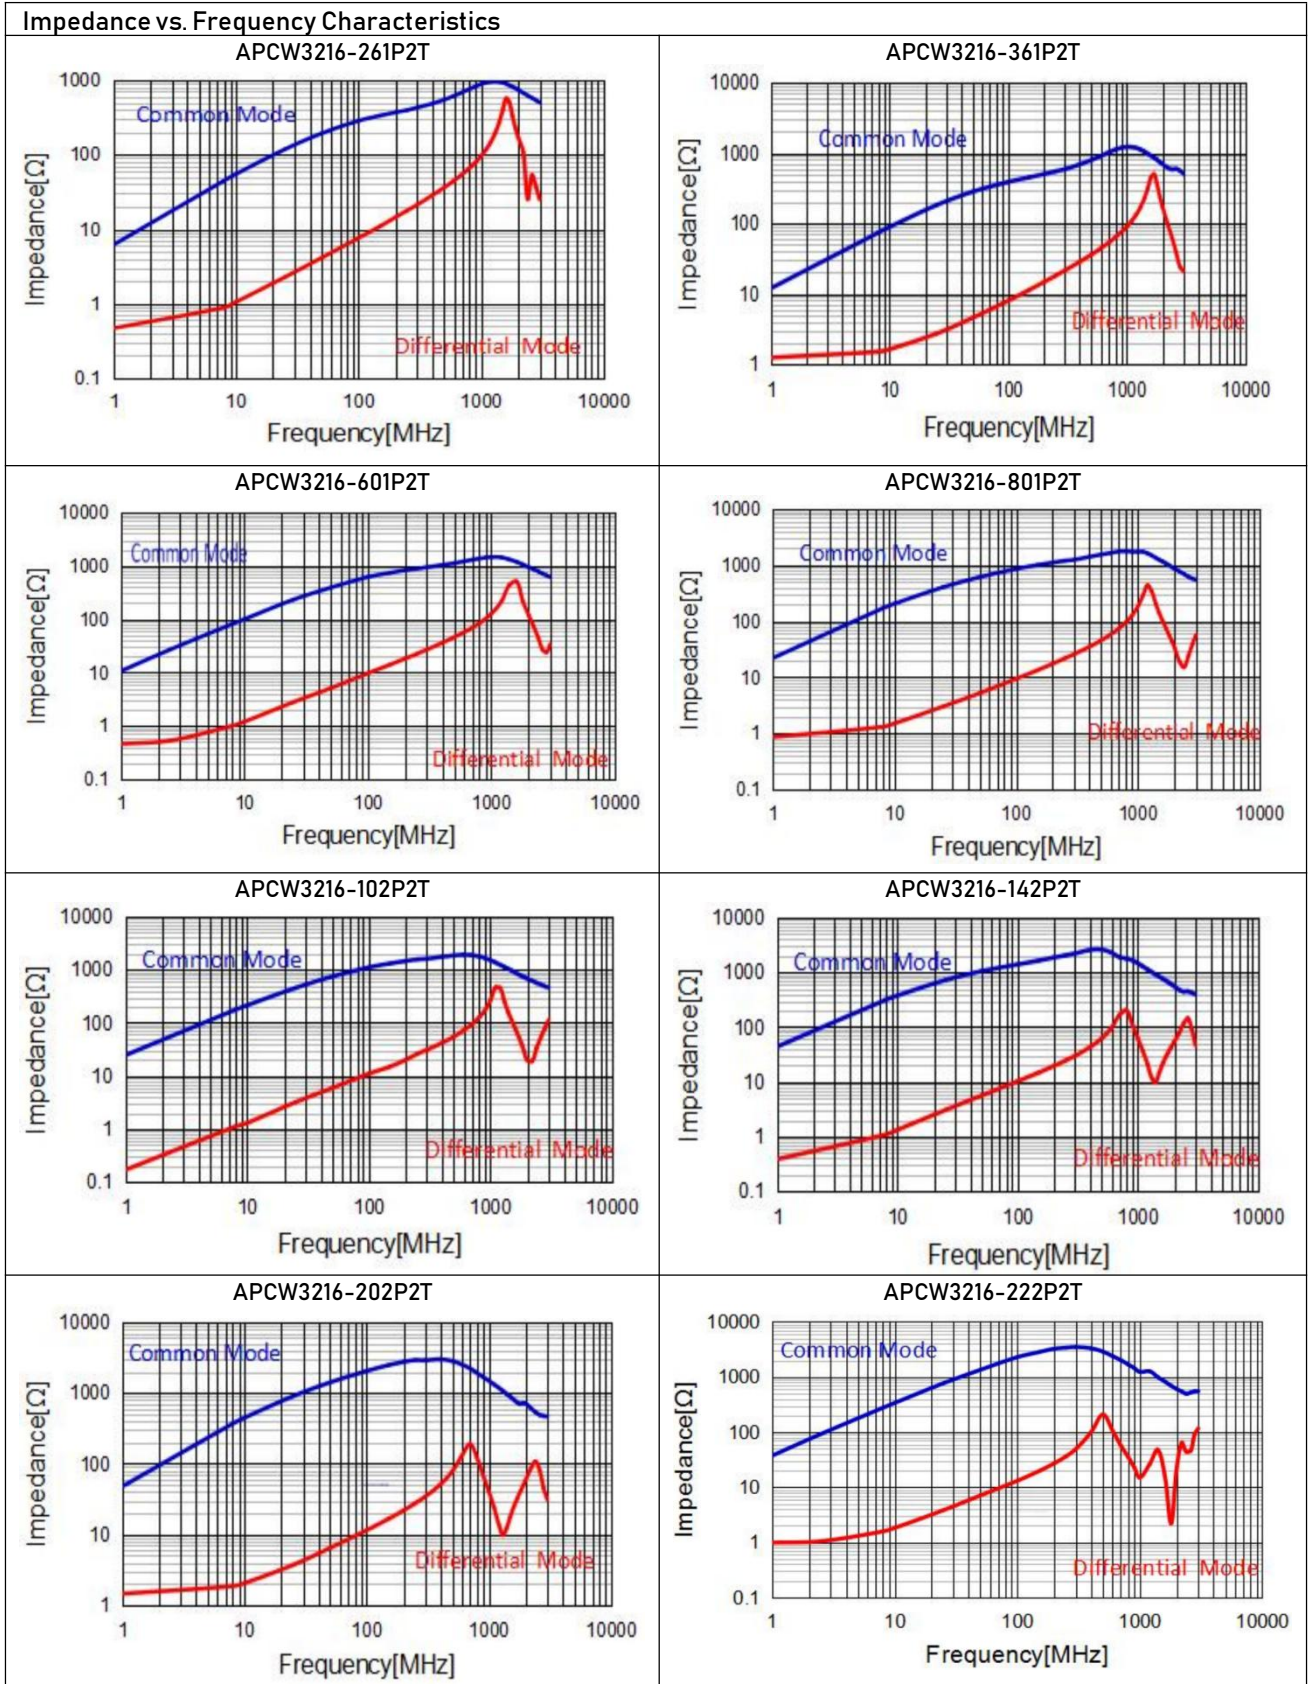 Impedance vs. Frequency Characteristics
APCW3216-261P2T
1000
100
10
1
0.1
Impedance[Ω]
Common Mode
Differential Mode
1 10 100 1000 10000
Frequency[MHz]
APCW3216-361P2T
10000
1000
100
10
1
Impedance[Ω]
Common Mode
Differential Mode
1 10 100 1000 10000
Frequency[MHz]
APCW3216-601P2T
10000
1000
100
10
1
0.1
Impedance[Ω]
Common Mode
Differential Mode
1 10 100 1000 10000
Frequency[MHz]
APCW3216-801P2T
10000
1000
100
10
1
0.1
Impedance[Ω]
Common Mode
Differential Mode
1 10 100 1000 10000
Frequency[MHz]
APCW3216-102P2T
10000
1000
100
10
1
0.1
Impedance[Ω]
Common Mode
Differential Mode
1 10 100 1000 10000
Frequency[MHz]
APCW3216-142P2T
10000
1000
100
10
1
0.1
Impedance[Ω]
Common Mode
Differential Mode
1 10 100 1000 10000
Frequency[MHz]
APCW3216-202P2T
10000
1000
100
10
1
Impedance[Ω]
Common Mode
Differential Mode
1 10 100 1000 10000
Frequency[MHz]
APCW3216-222P2T
10000
1000
100
10
1
0.1
Impedance[Ω]
Common Mode
Differential Mode
1 10 100 1000 10000
Frequency[MHz]